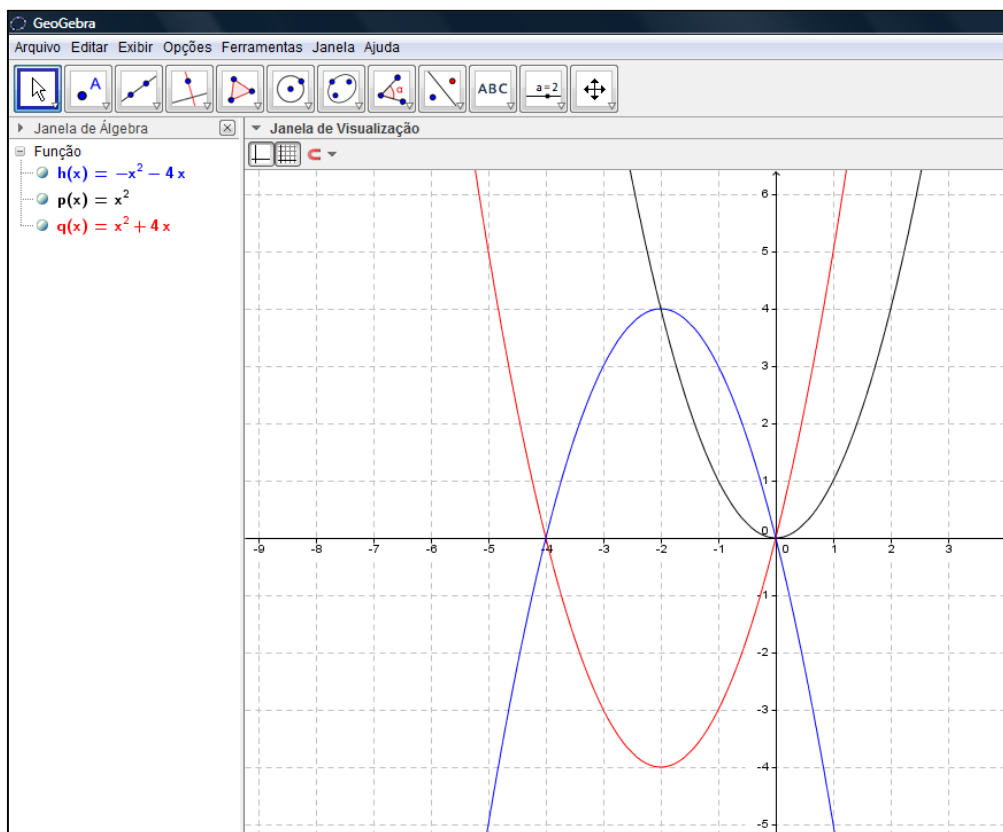 GeoGebra
Arquivo Editar Exibir Opções Ferramentas Janela Ajuda
A α ABC a=2
Janela de Álgebra
Janela de Visualização
Função
h(x) = −x² − 4 x
p(x) = x²
q(x) = x² + 4 x
6
5
4
3
2
1
0
-9 -8 -7 -6 -5 -4 -3 -2 -1 0 1 2 3
-1
-2
-3
-4
-5